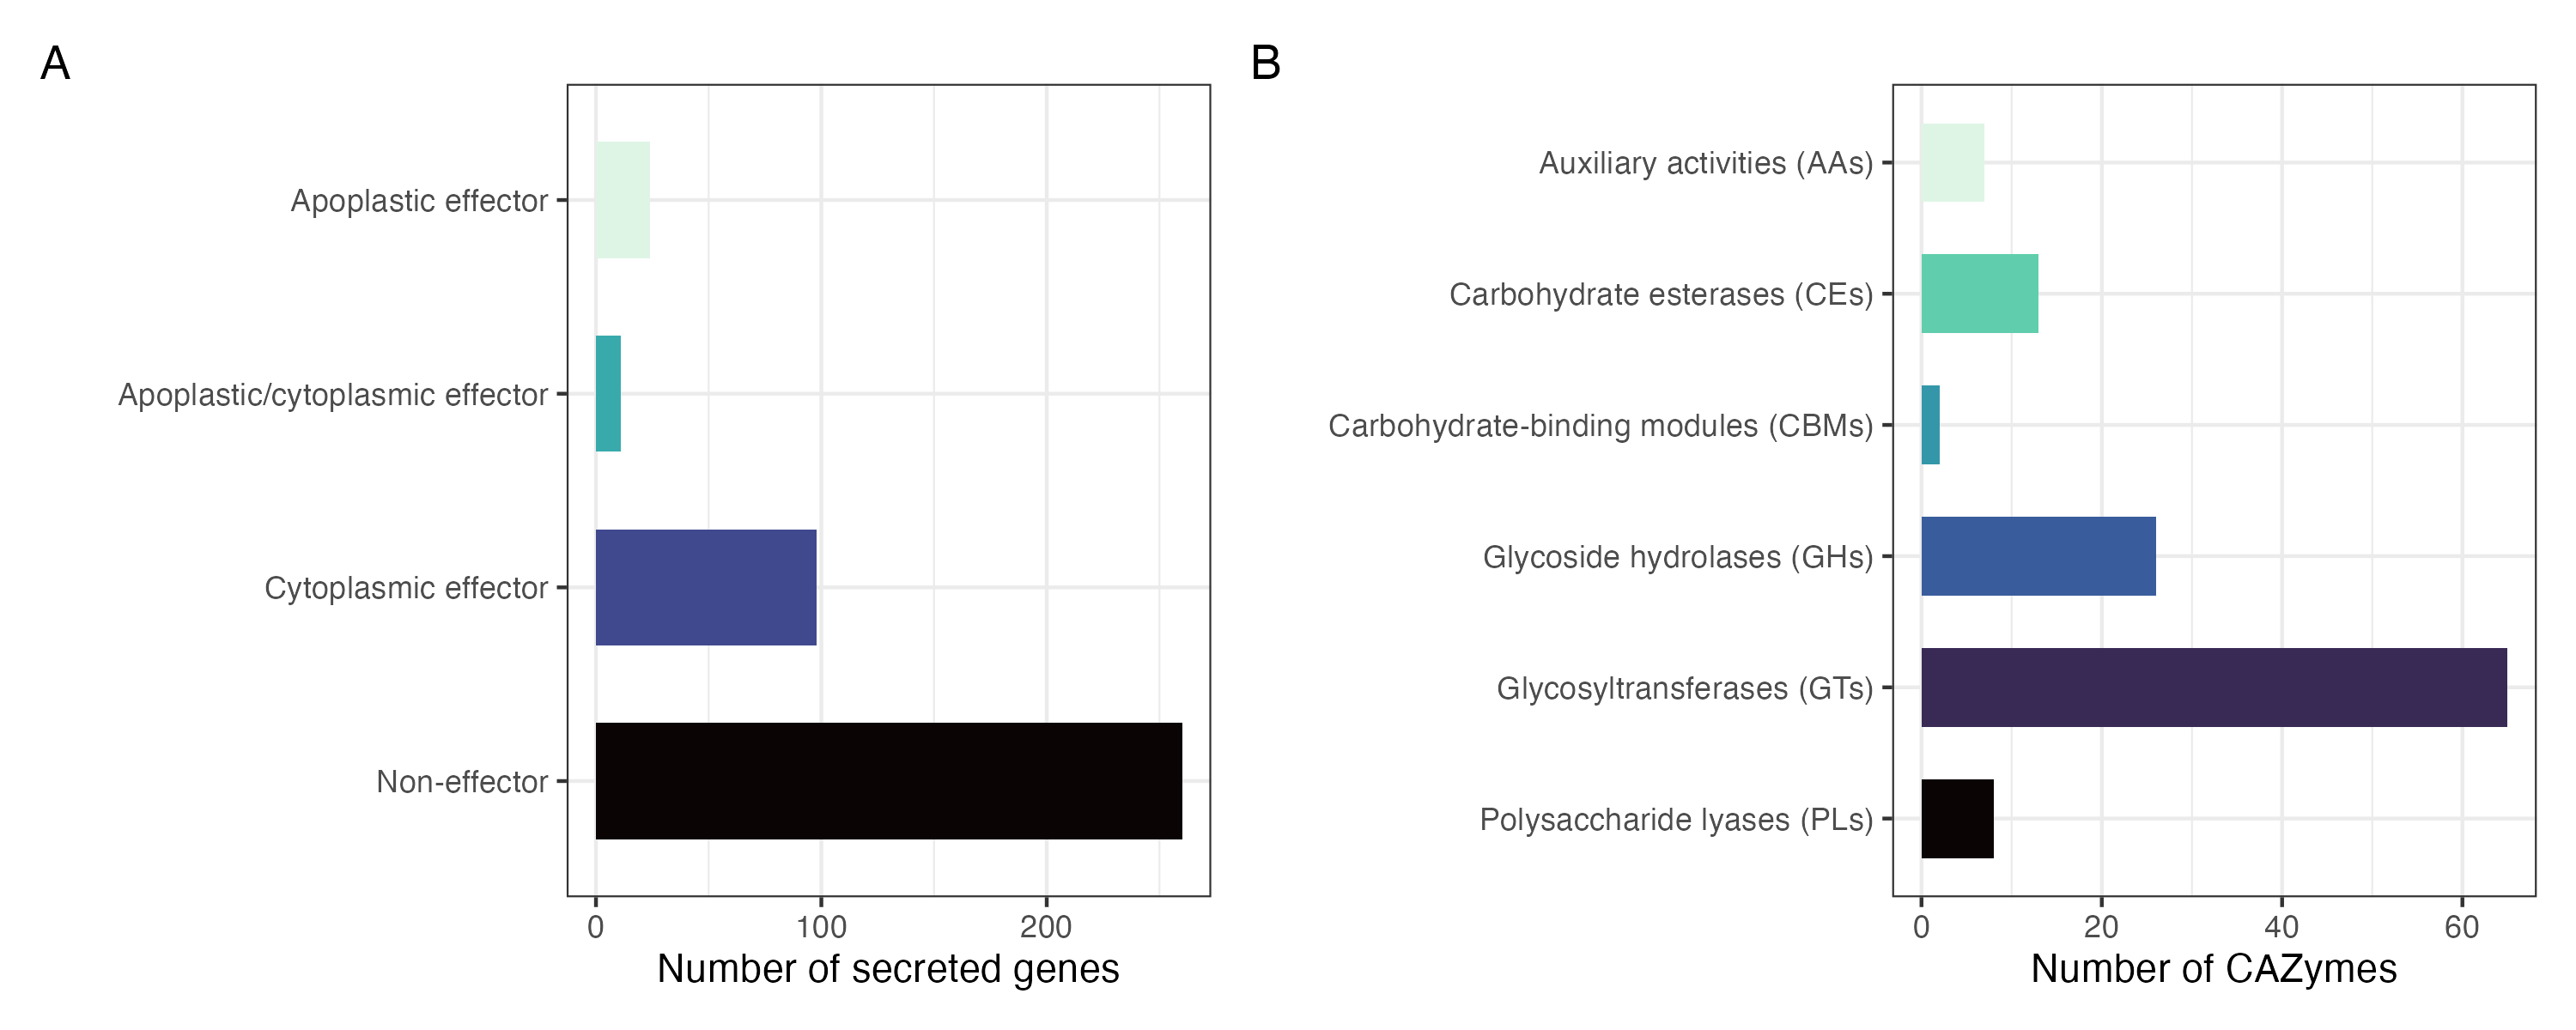 A
Apoplastic effector
Apoplastic/cytoplasmic effector
Cytoplasmic effector
Non-effector
0 100 200
Number of secreted genes
B
Auxiliary activities (AAs)
Carbohydrate esterases (CEs)
Carbohydrate-binding modules (CBMs)
Glycoside hydrolases (GHs)
Glycosyltransferases (GTs)
Polysaccharide lyases (PLs)
0 20 40 60
Number of CAZymes